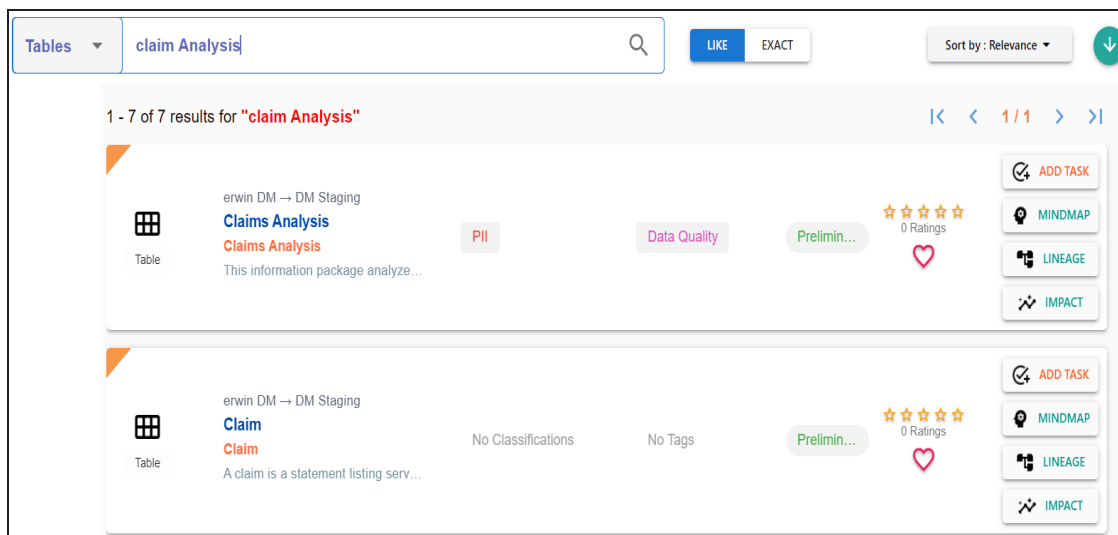 Tables claim Analysis LIKE EXACT Sort by : Relevance
1 - 7 of 7 results for "claim Analysis" 1 / 1
ADD TASK
erwin DM → DM Staging
Claims Analysis
Claims Analysis
This information package analyze...
Table
PII
Data Quality
Prelimin...
0 Ratings
MINDMAP
LINEAGE
IMPACT
ADD TASK
erwin DM → DM Staging
Claim
Claim
A claim is a statement listing serv...
Table
No Classifications
No Tags
Prelimin...
0 Ratings
MINDMAP
LINEAGE
IMPACT